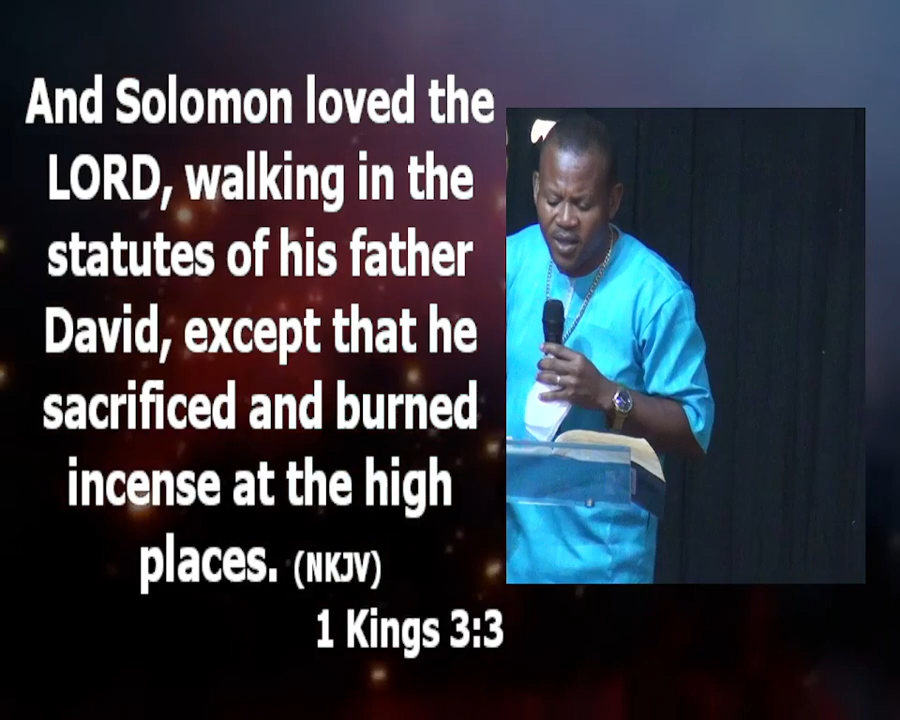 And Solomon loved the
LORD, walking in the
statutes of his father
David, except that he
sacrificed and burned
incense at the high
places. (NKJV)
1 Kings 3:3